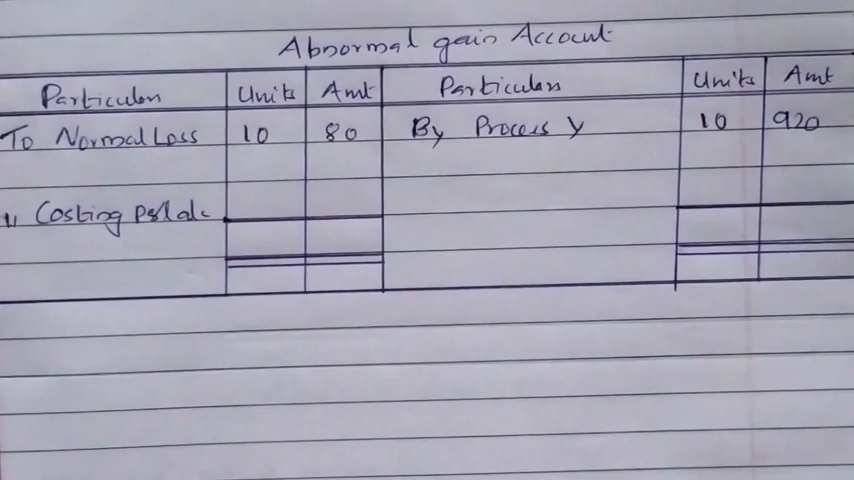 Abnormal gain Account
Particulars Units Amt Particulars Units Amt
To Normal Loss 10 80 By Process Y 10 920
" Costing P&L a/c